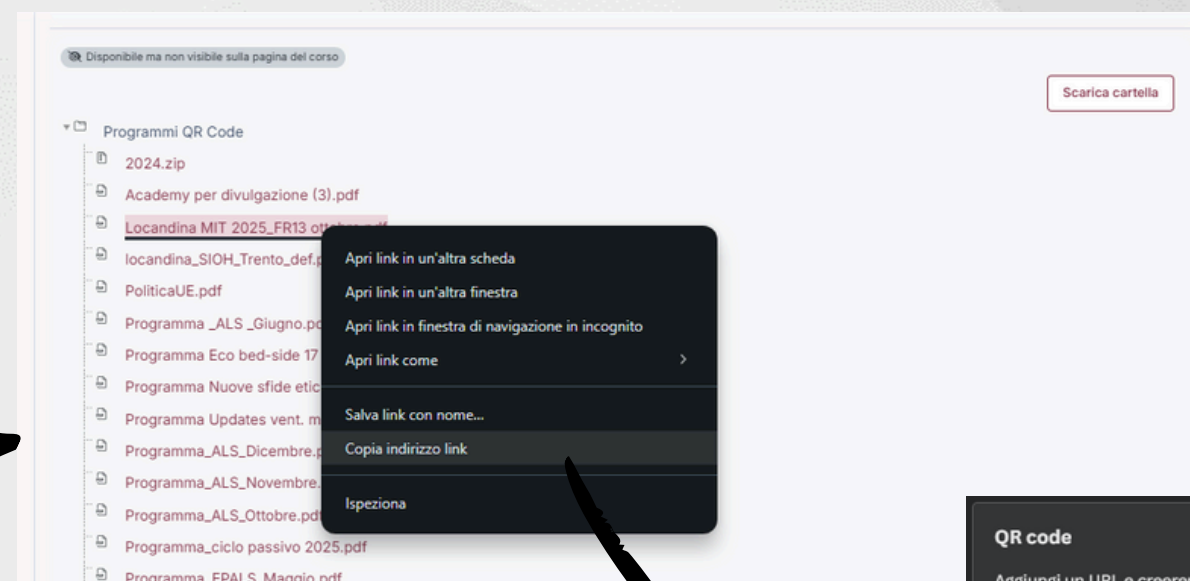 Disponibile ma non visibile sulla pagina del corso
Scarica cartella
Programmi QR Code
2024.zip
Academy per divulgazione (3).pdf
Locandina MIT 2025_FR13
locandina_SIOH_Trento_def.
PoliticaUE.pdf
Programma _ALS _Giugno.
Programma Eco bed-side 17
Programma Nuove sfide
Programma Updates vent.
Programma_ALS_Dicembre.
Programma_ALS_Novembre.
Programma_ALS_Ottobre.pdf
Programma_ciclo passivo 2025.pdf
Programma_EPALS_Maggio.pdf
Apri link in un'altra scheda
Apri link in un'altra finestra
Apri link in finestra di navigazione in incognito
Apri link come
Salva link con nome...
Copia indirizzo link
Ispeziona
QR code
Aggiungi un URL e